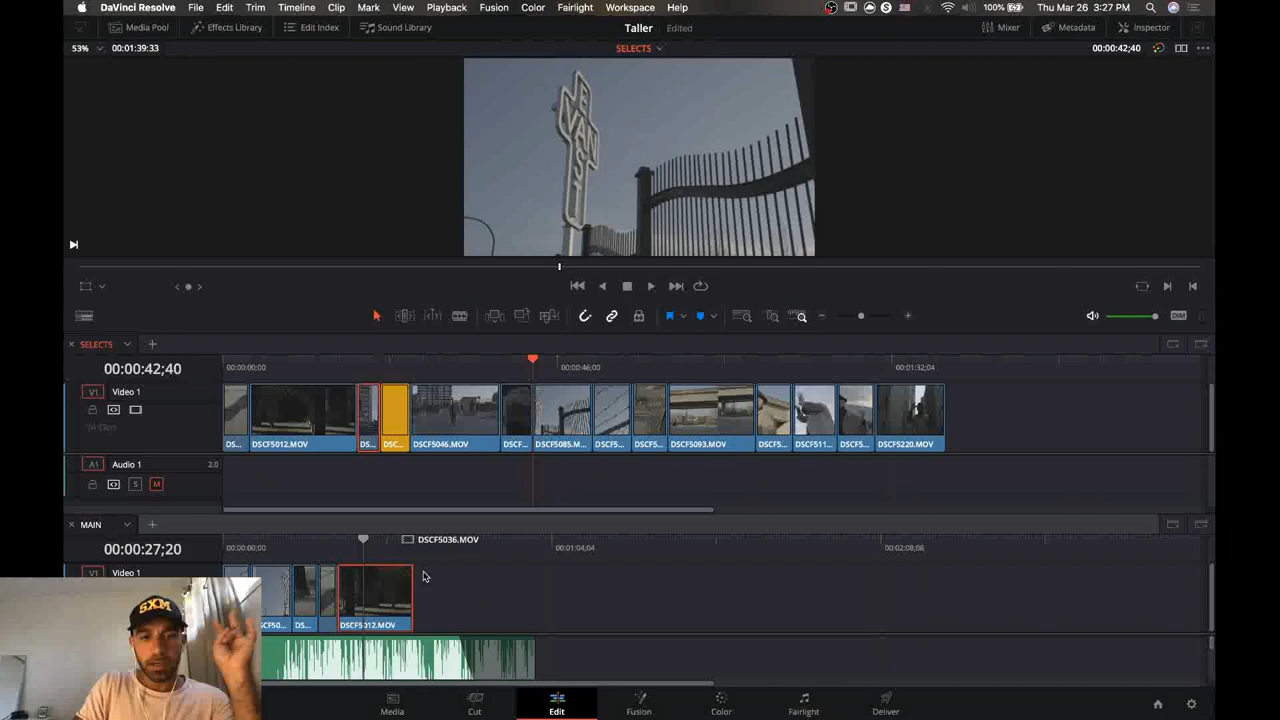 DaVinci Resolve File Edit Trim Timeline Clip Mark View Playback Fusion Color Fairlight Workspace Help 100% Thu Mar 26 3:27 PM
Media Pool Effects Library Edit Index Sound Library Taller Edited Mixer Metadata Inspector
53% 00:01:39:33 SELECTS 00:00:42;40
EVANS
DIM
SELECTS
00:00:42;40 00:00:00;00 00:00:46;00 00:01:32;04
V1 Video 1
DS... DSCF5012.MOV DS... DSC... DSCF5046.MOV DSCF... DSCF5085.M... DSCF5... DSCF5... DSCF5093.MOV DSCF5... DSCF511... DSCF5... DSCF5220.MOV
A1 Audio 1 2.0
S M
MAIN
DSCF5036.MOV
00:00:27;20 00:00:00;00 00:01:04;04 00:02:08;08
V1 Video 1
CF50... DS... DSCF5012.MOV
5XM
Media Cut Edit Fusion Color Fairlight Deliver